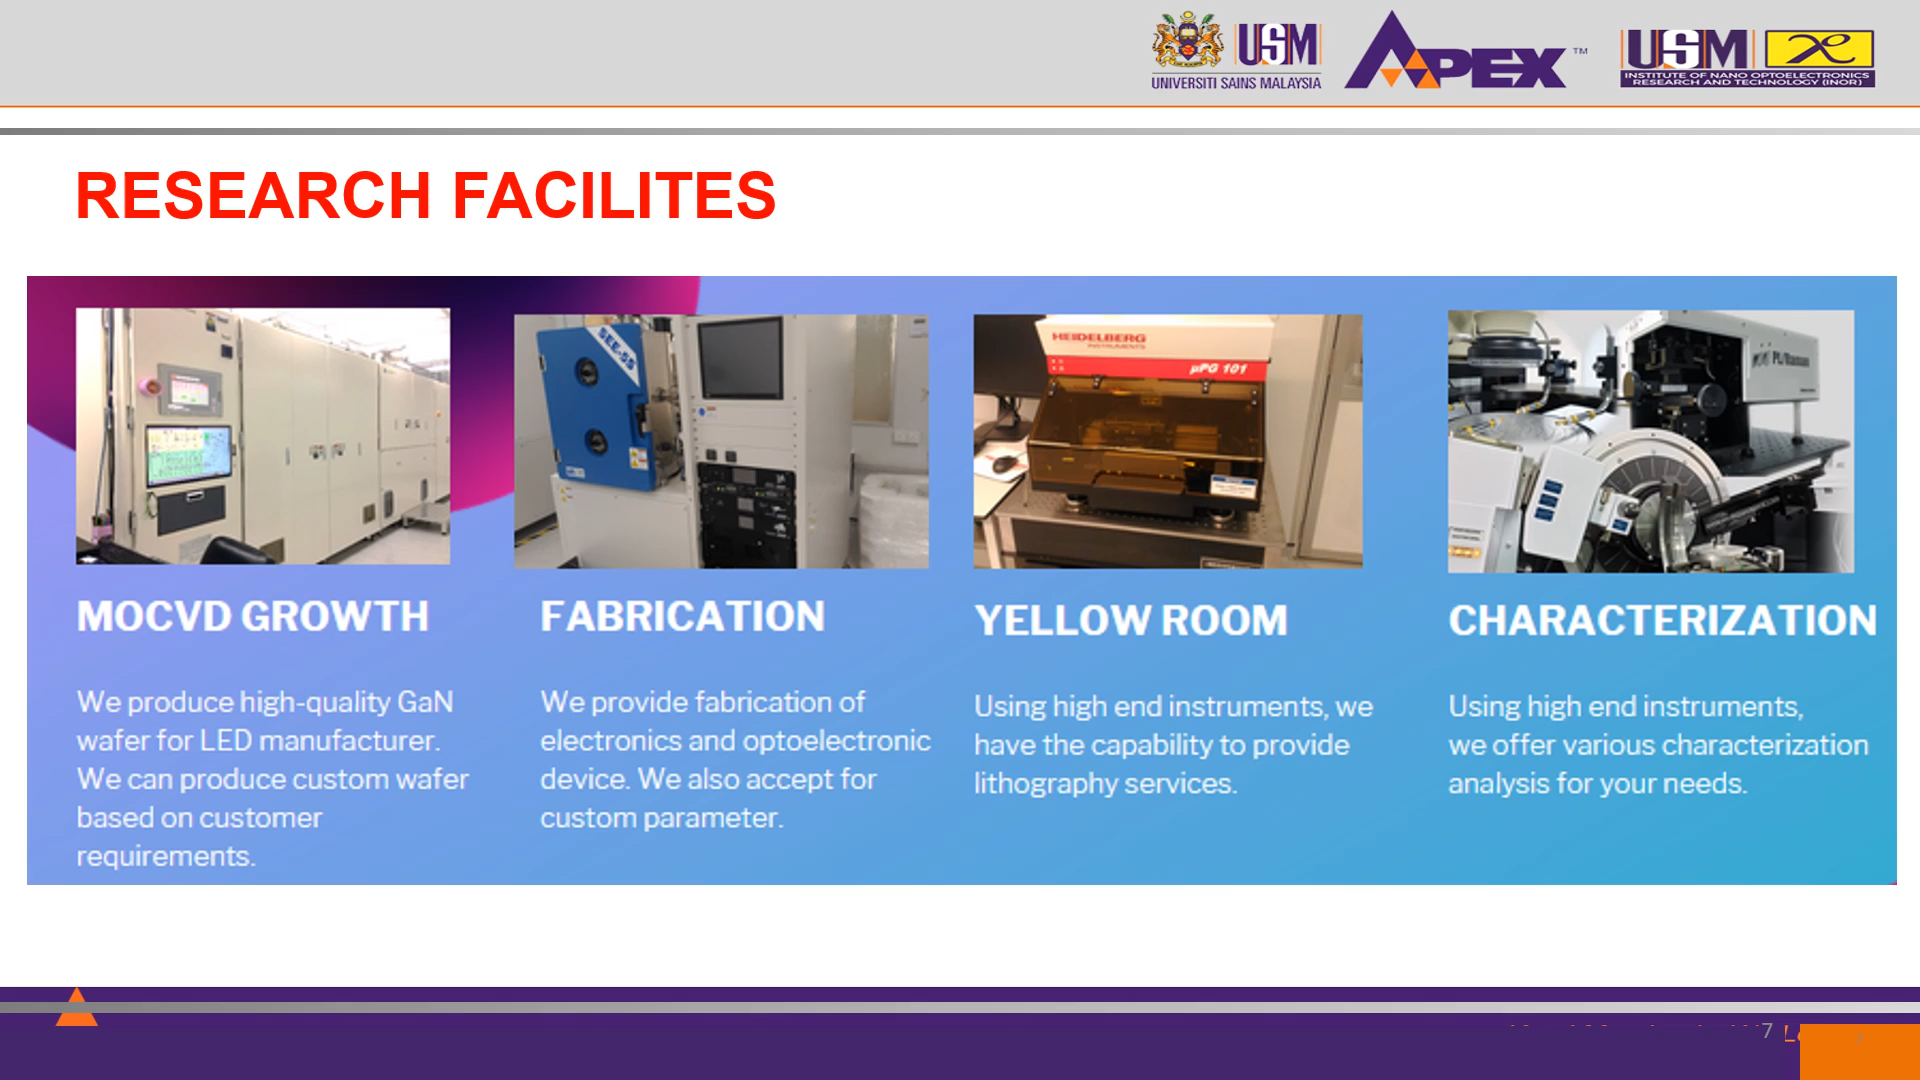 USM
UNIVERSITI SAINS MALAYSIA
APEX TM
USM
INSTITUTE OF NANO OPTOELECTRONICS
RESEARCH AND TECHNOLOGY (INOR)
RESEARCH FACILITES
HEIDELBERG
INSTRUMENTS
µPG 101
PL/Raman
MOCVD GROWTH
We produce high-quality GaN
wafer for LED manufacturer.
We can produce custom wafer
based on customer
requirements.
FABRICATION
We provide fabrication of
electronics and optoelectronic
device. We also accept for
custom parameter.
YELLOW ROOM
Using high end instruments, we
have the capability to provide
lithography services.
CHARACTERIZATION
Using high end instruments,
we offer various characterization
analysis for your needs.
7